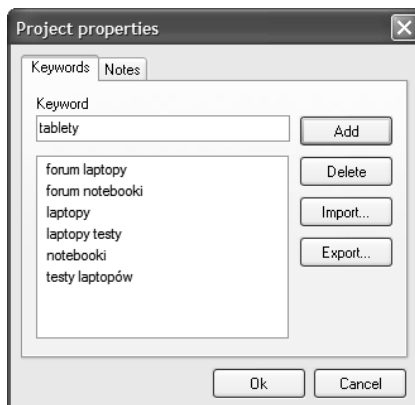 Project properties
Keywords Notes
Keyword
tablety
Add
forum laptopy
forum notebooki
laptopy
laptopy testy
notebooki
testy laptopów
Delete
Import...
Export...
Ok Cancel